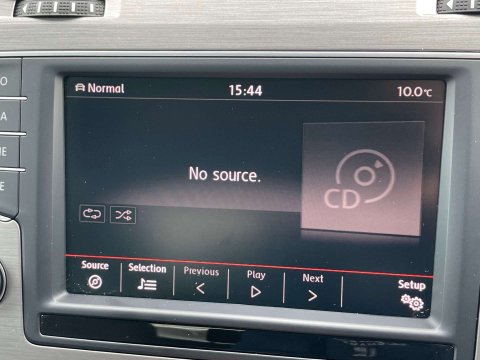 Normal 15:44 10.0°C
No source.
CD
Source Selection Previous Play Next Setup